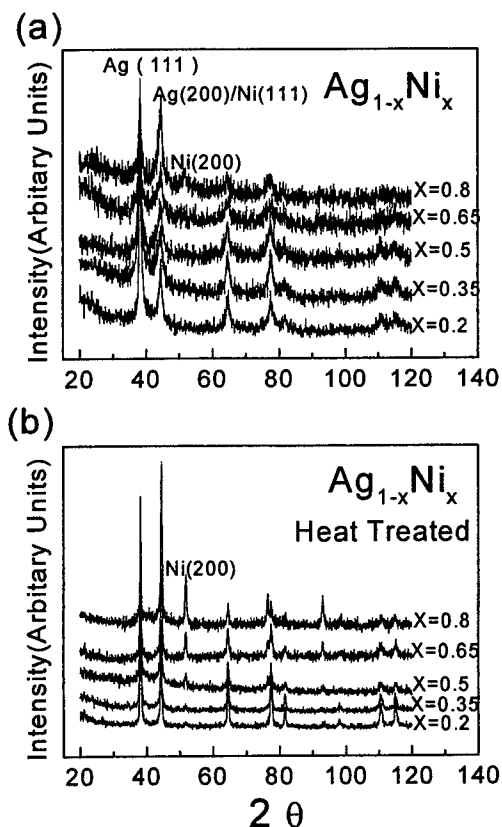 (a)
Ag (111)
Ag(200)/Ni(111)
Ag1-xNix
Ni(200)
X=0.8
X=0.65
X=0.5
X=0.35
X=0.2
Intensity(Arbitary Units)
20 40 60 80 100 120 140
(b)
Ag1-xNix
Heat Treated
Ni(200)
X=0.8
X=0.65
X=0.5
X=0.35
X=0.2
Intensity(Arbitary Units)
20 40 60 80 100 120 140
2 θ